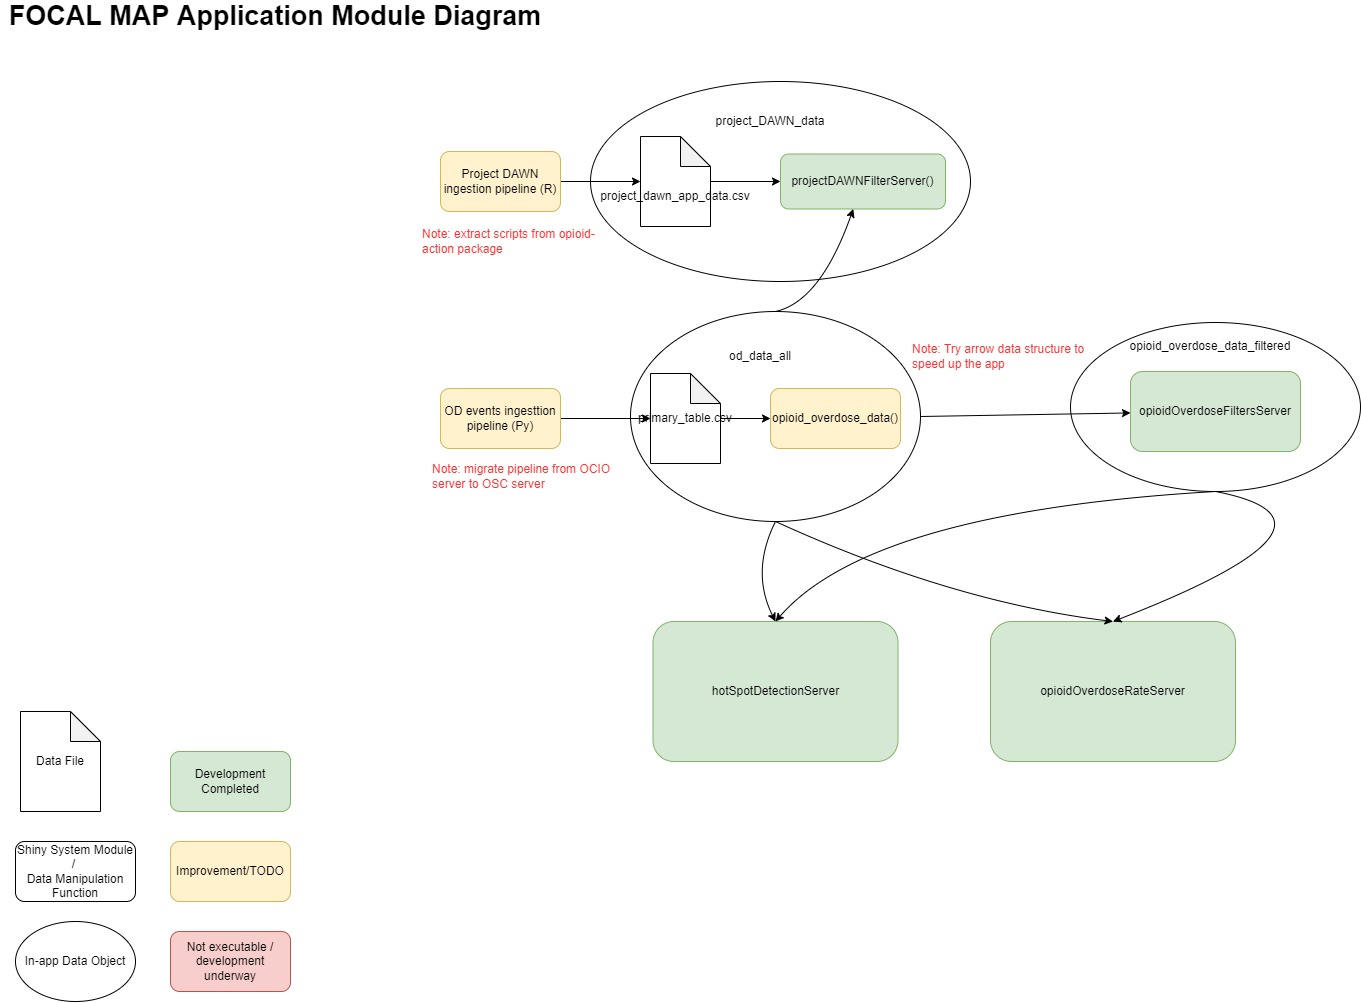 FOCAL MAP Application Module Diagram
project_DAWN_data
Project DAWN
ingestion pipeline (R)
project_dawn_app_data.csv
projectDAWNFilterServer()
Note: extract scripts from opioid-
action package
od_data_all
Note: Try arrow data structure to
speed up the app
opioid_overdose_data_filtered
OD events ingesttion
pipeline (Py)
primary_table.csv
opioid_overdose_data()
opioidOverdoseFiltersServer
Note: migrate pipeline from OCIO
server to OSC server
hotSpotDetectionServer
opioidOverdoseRateServer
Data File
Development
Completed
Shiny System Module
/
Data Manipulation
Function
Improvement/TODO
In-app Data Object
Not executable /
development
underway